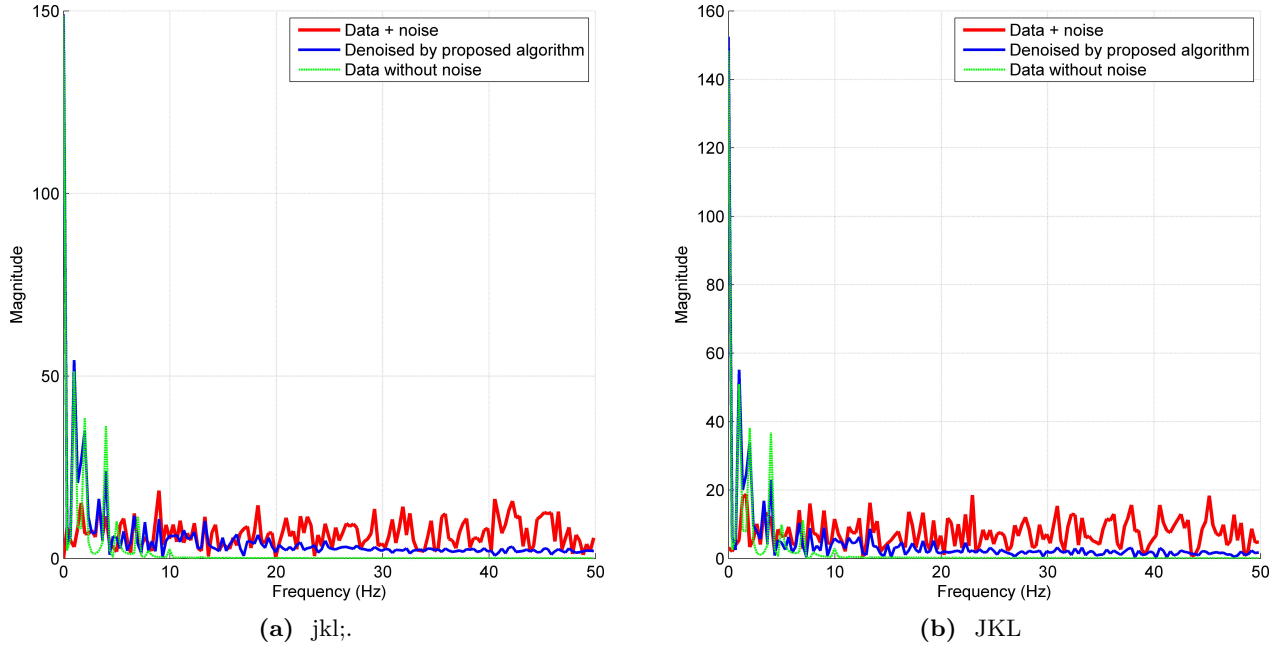 150
100
50
0
Magnitude
Data + noise
Denoised by proposed algorithm
Data without noise
0 10 20 30 40 50
Frequency (Hz)
(a) jkl;.
160
140
120
100
80
60
40
20
0
Magnitude
Data + noise
Denoised by proposed algorithm
Data without noise
0 10 20 30 40 50
Frequency (Hz)
(b) JKL